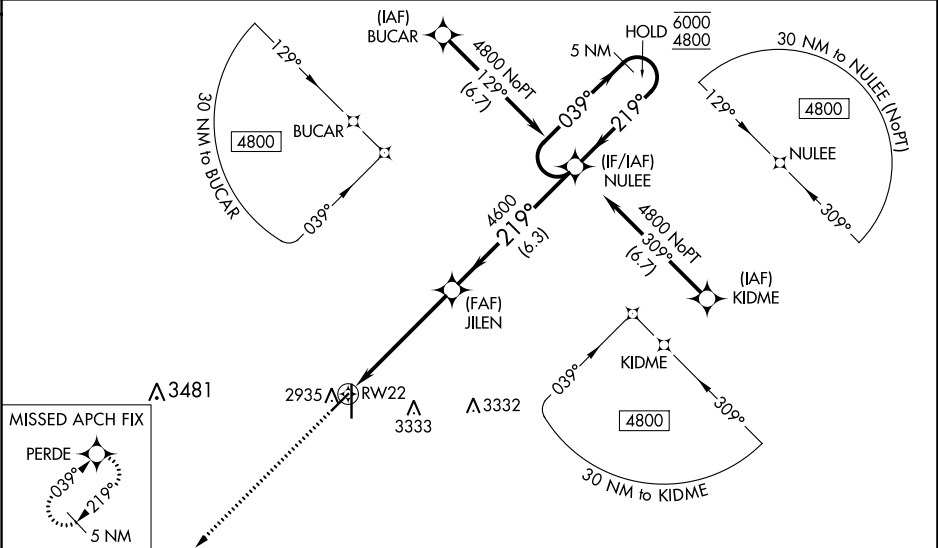 (IAF)
BUCAR
4800 NoPT
129°
(6.7)
HOLD
6000
4800
5 NM
039°
219°
(IF/IAF)
NULEE
129°
BUCAR
4800
039°
30 NM to BUCAR
30 NM to NULEE (NoPT)
129°
4800
NULEE
309°
4600
219°
(6.3)
4800 NoPT
309°
(6.7)
(IAF)
KIDME
(FAF)
JILEN
KIDME
039°
309°
4800
30 NM to KIDME
3481
2935
RW22
3333
3332
MISSED APCH FIX
PERDE
039°
219°
5 NM